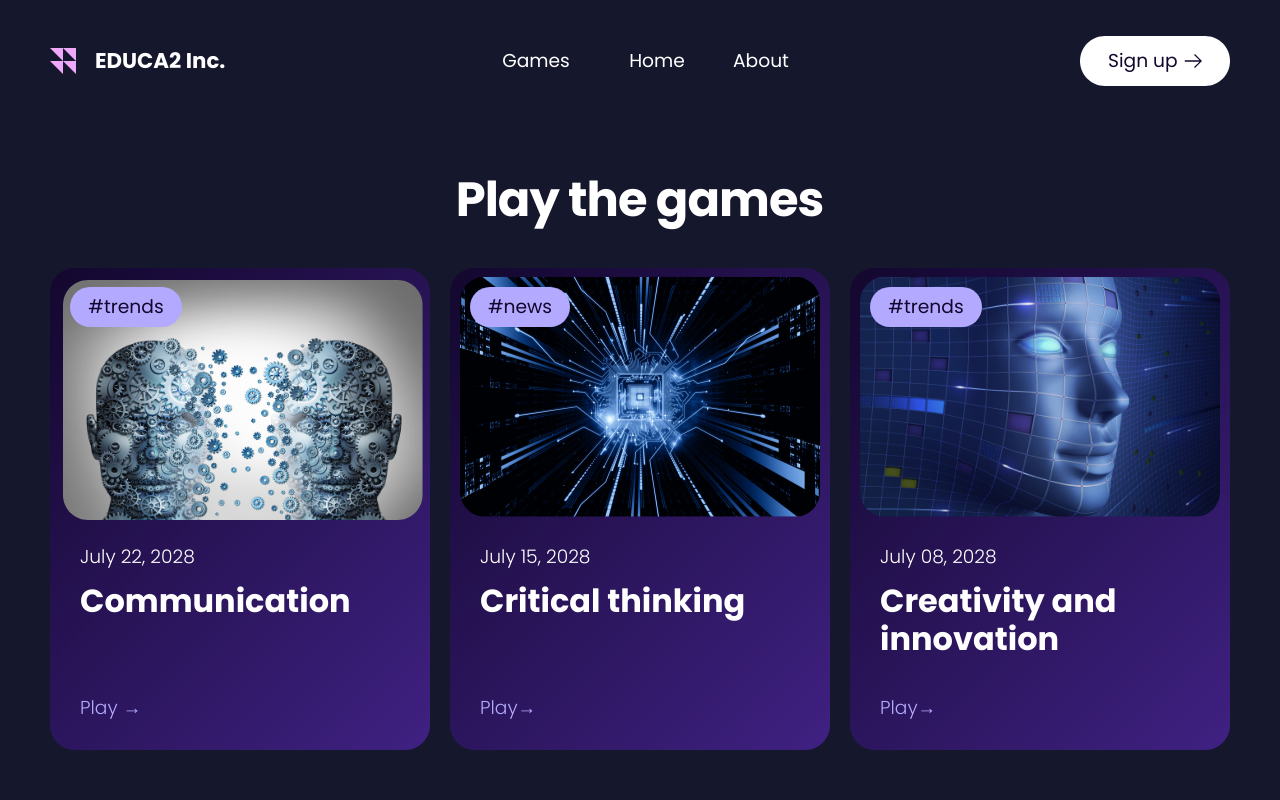 EDUCA2 Inc.
Games Home About
Sign up →
Play the games
#trends
July 22, 2028
Communication
Play →
#news
July 15, 2028
Critical thinking
Play→
#trends
July 08, 2028
Creativity and
innovation
Play→